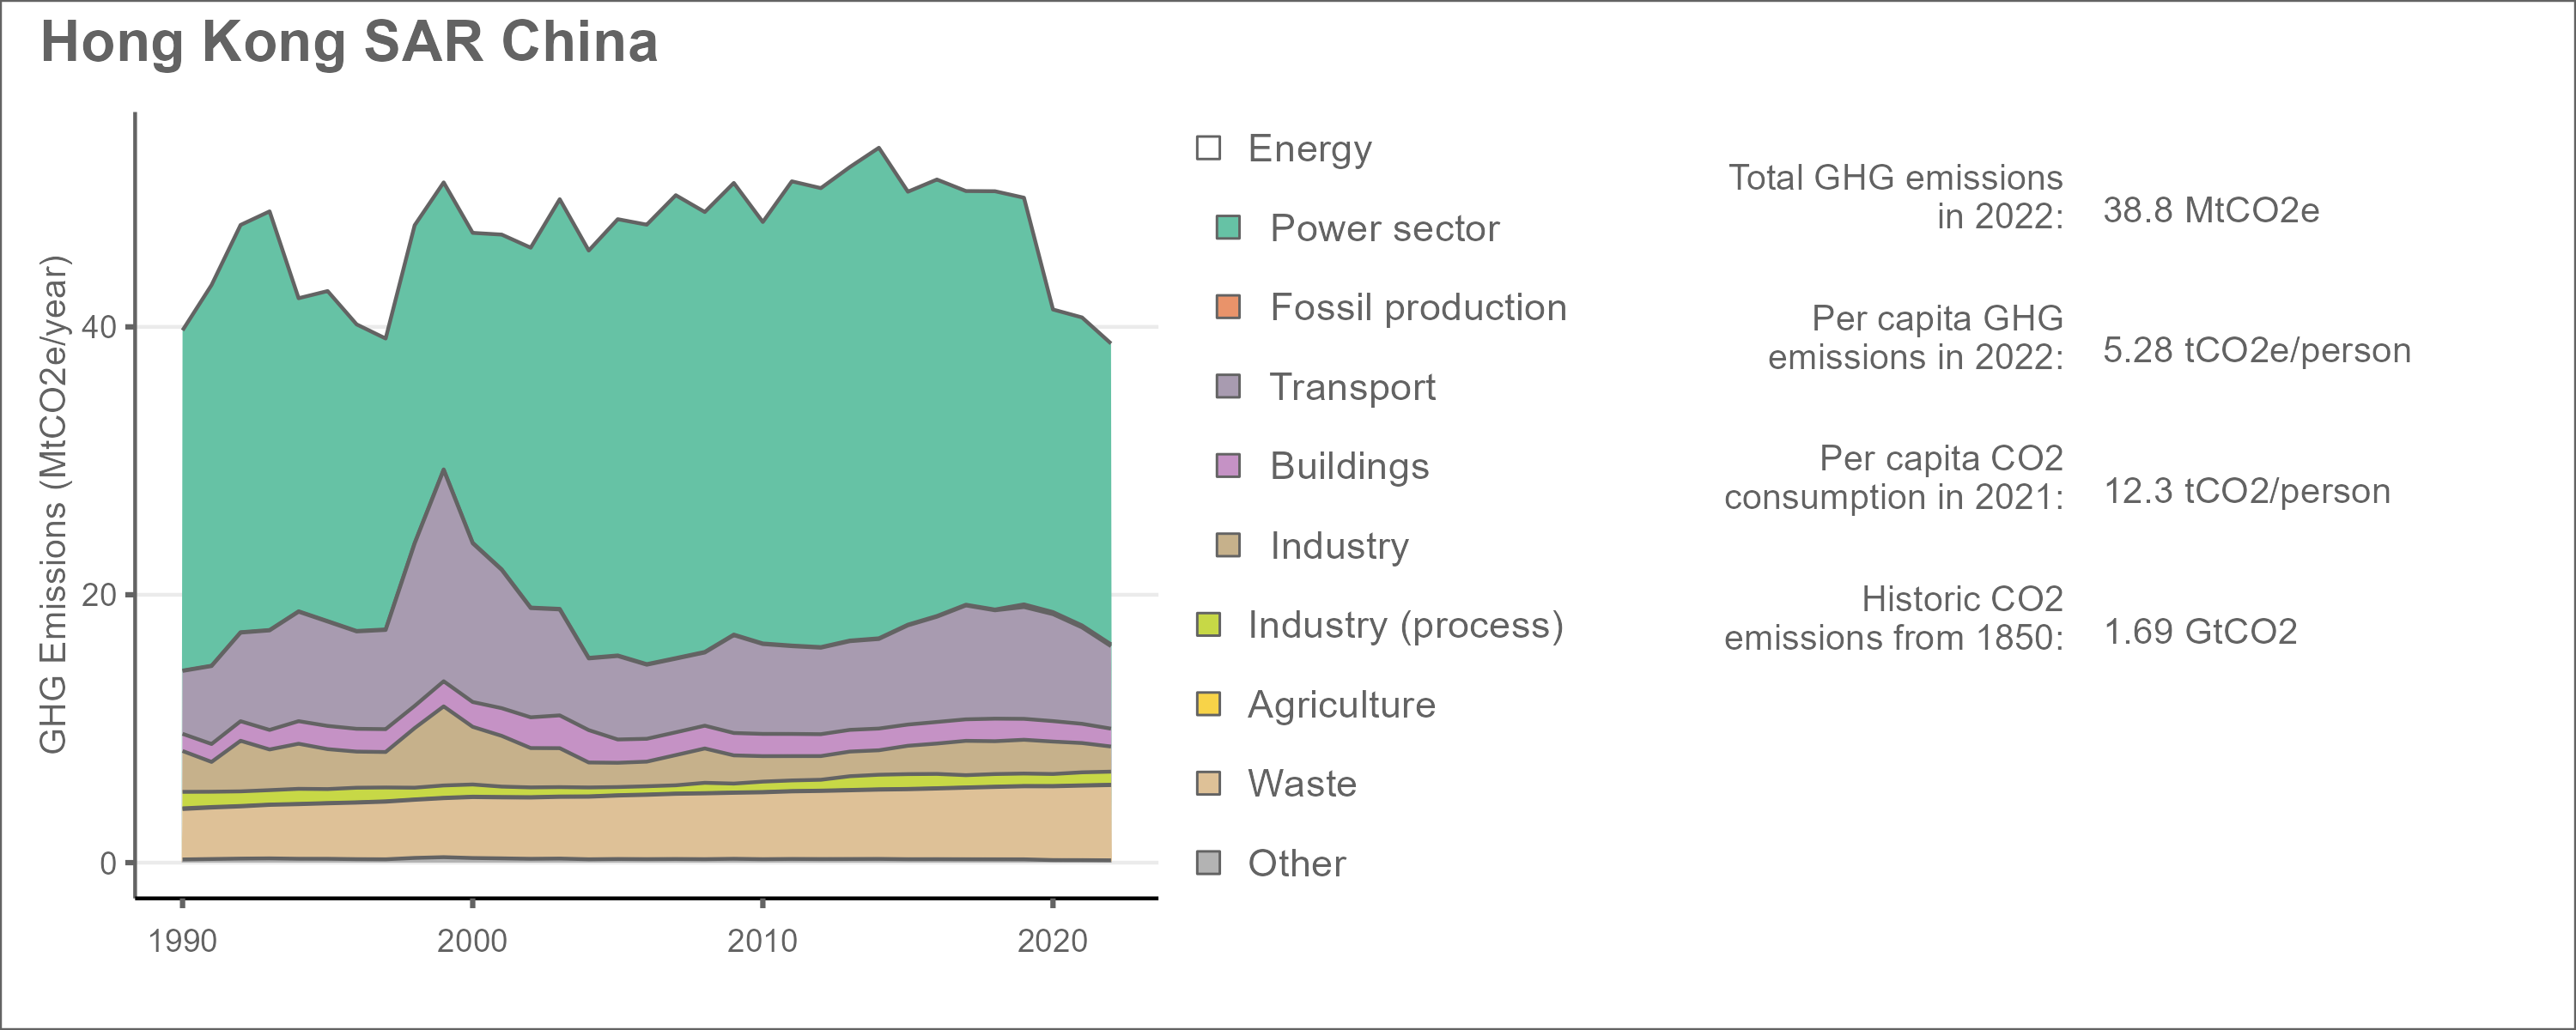 Hong Kong SAR China
GHG Emissions (MtCO2e/year)
40
20
0
1990
2000
2010
2020
Energy
Power sector
Fossil production
Transport
Buildings
Industry
Industry (process)
Agriculture
Waste
Other
Total GHG emissions
in 2022:
38.8 MtCO2e
Per capita GHG
emissions in 2022:
5.28 tCO2e/person
Per capita CO2
consumption in 2021:
12.3 tCO2/person
Historic CO2
emissions from 1850:
1.69 GtCO2